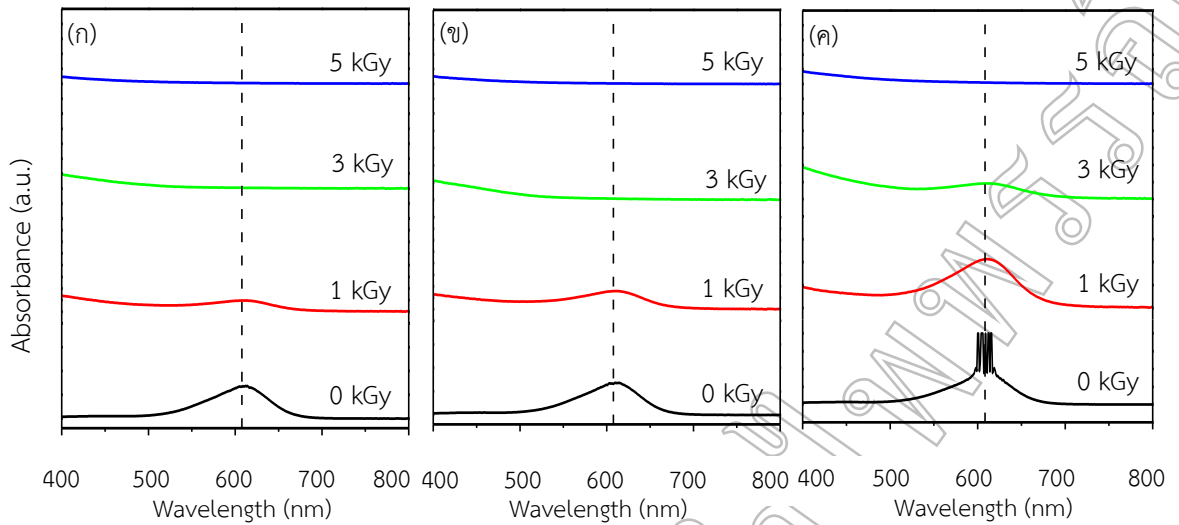 (ก)
5 kGy
3 kGy
1 kGy
0 kGy
Absorbance (a.u.)
400 500 600 700 800
Wavelength (nm)
(ข)
5 kGy
3 kGy
1 kGy
0 kGy
400 500 600 700 800
Wavelength (nm)
(ค)
5 kGy
3 kGy
1 kGy
0 kGy
400 500 600 700 800
Wavelength (nm)